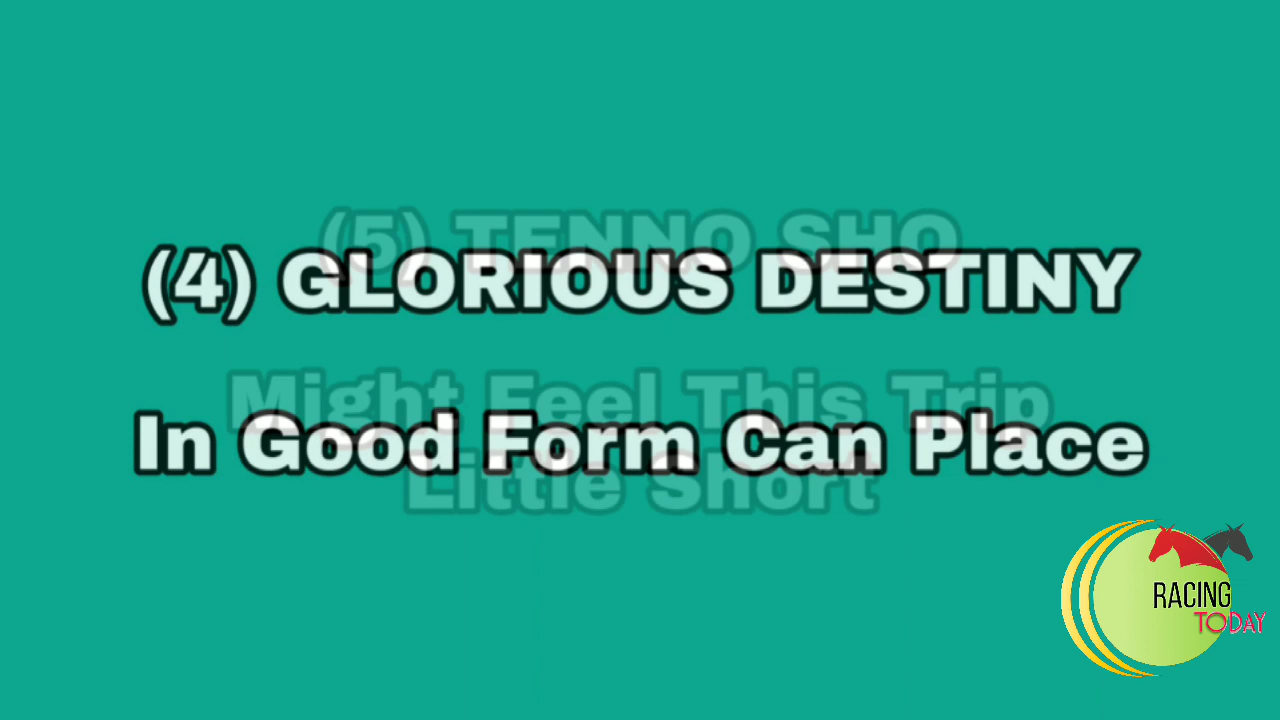 (5) TENNO SHO
(4) GLORIOUS DESTINY
Might Feel This Trip
In Good Form Can Place
Little Short
RACING
TODAY